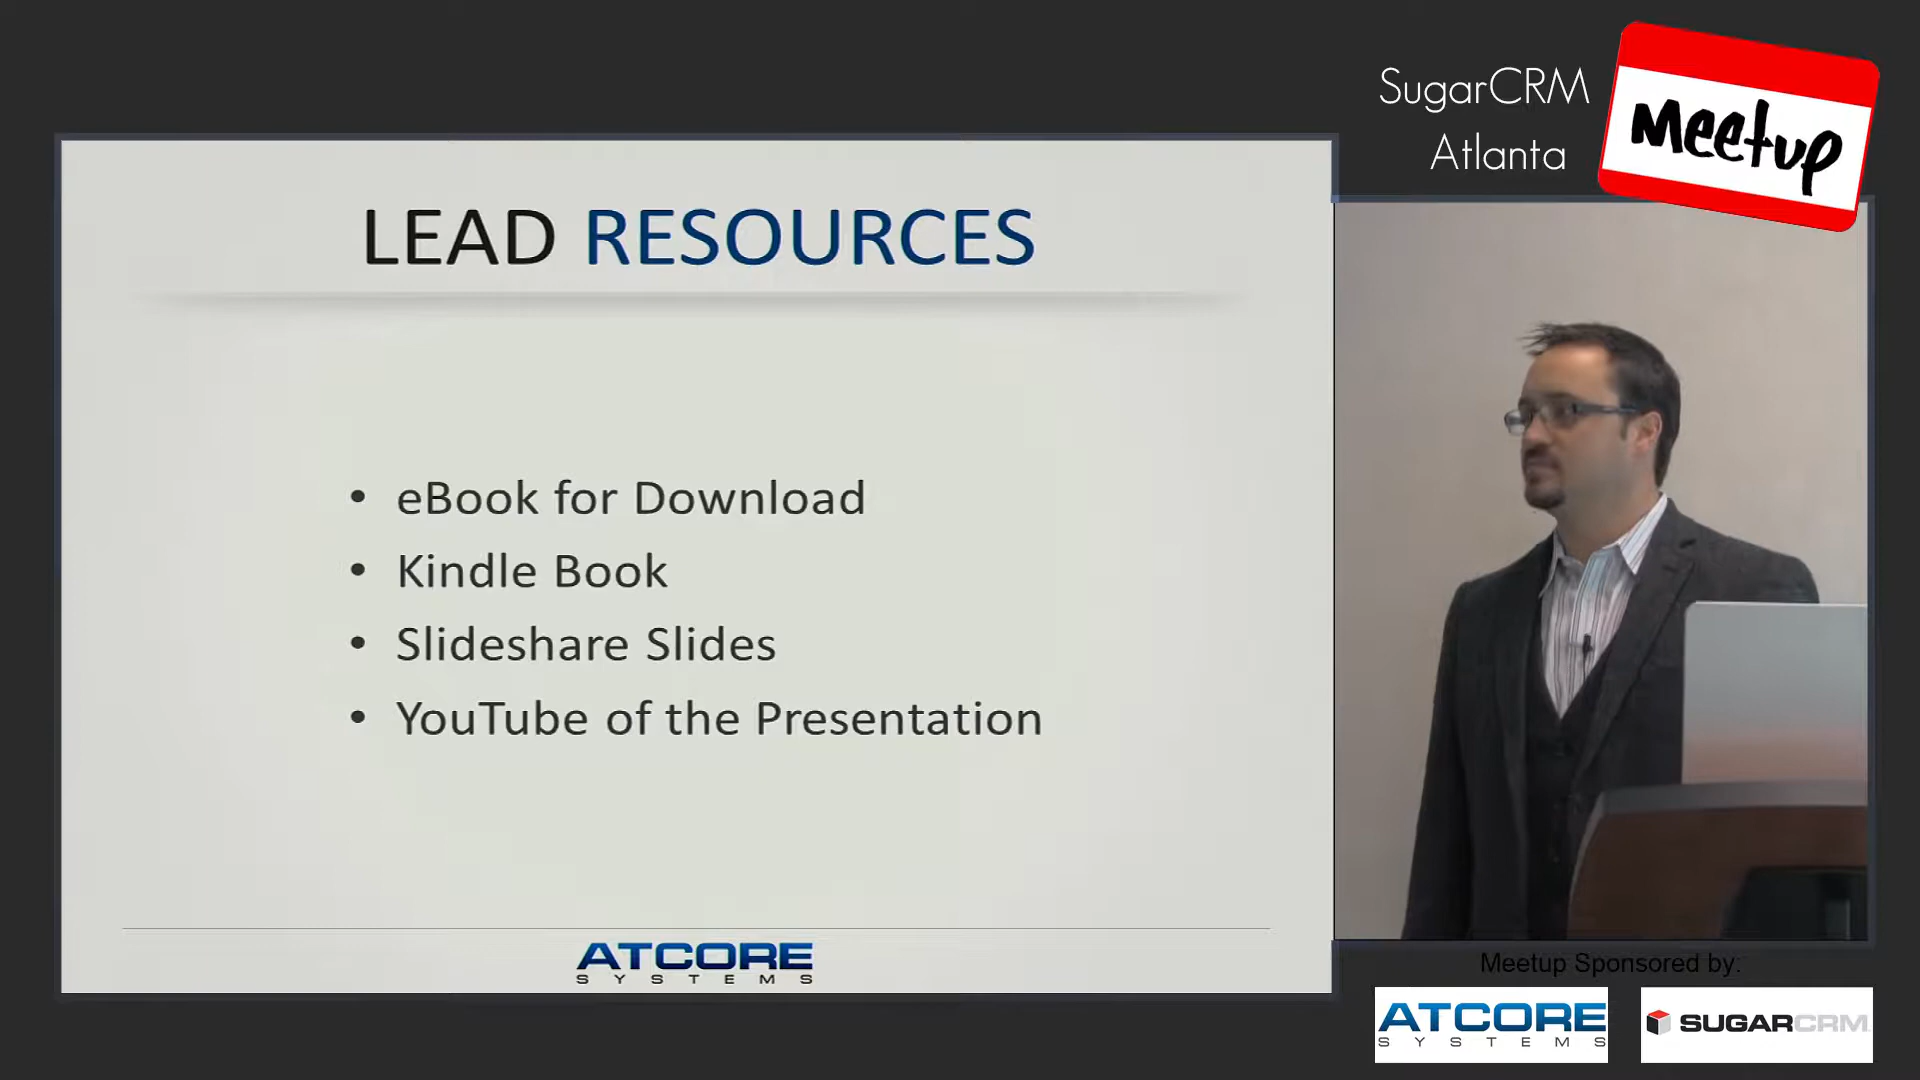 SugarCRM
Atlanta
Meetup
LEAD RESOURCES
• eBook for Download
• Kindle Book
• Slideshare Slides
• YouTube of the Presentation
ATCORE
SYSTEMS
Meetup Sponsored by:
ATCORE
SYSTEMS
SUGARCRM